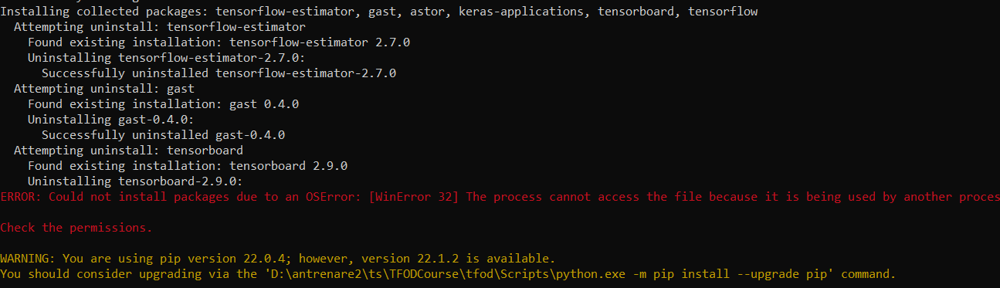 Installing collected packages: tensorflow-estimator, gast, astor, keras-applications, tensorboard, tensorflow
Attempting uninstall: tensorflow-estimator
Found existing installation: tensorflow-estimator 2.7.0
Uninstalling tensorflow-estimator-2.7.0:
Successfully uninstalled tensorflow-estimator-2.7.0
Attempting uninstall: gast
Found existing installation: gast 0.4.0
Uninstalling gast-0.4.0:
Successfully uninstalled gast-0.4.0
Attempting uninstall: tensorboard
Found existing installation: tensorboard 2.9.0
Uninstalling tensorboard-2.9.0:
ERROR: Could not install packages due to an OSError: [WinError 32] The process cannot access the file because it is being used by another proces
Check the permissions.
WARNING: You are using pip version 22.0.4; however, version 22.1.2 is available.
You should consider upgrading via the 'D:\antrenare2\ts\TFODCourse\tfod\Scripts\python.exe -m pip install --upgrade pip' command.